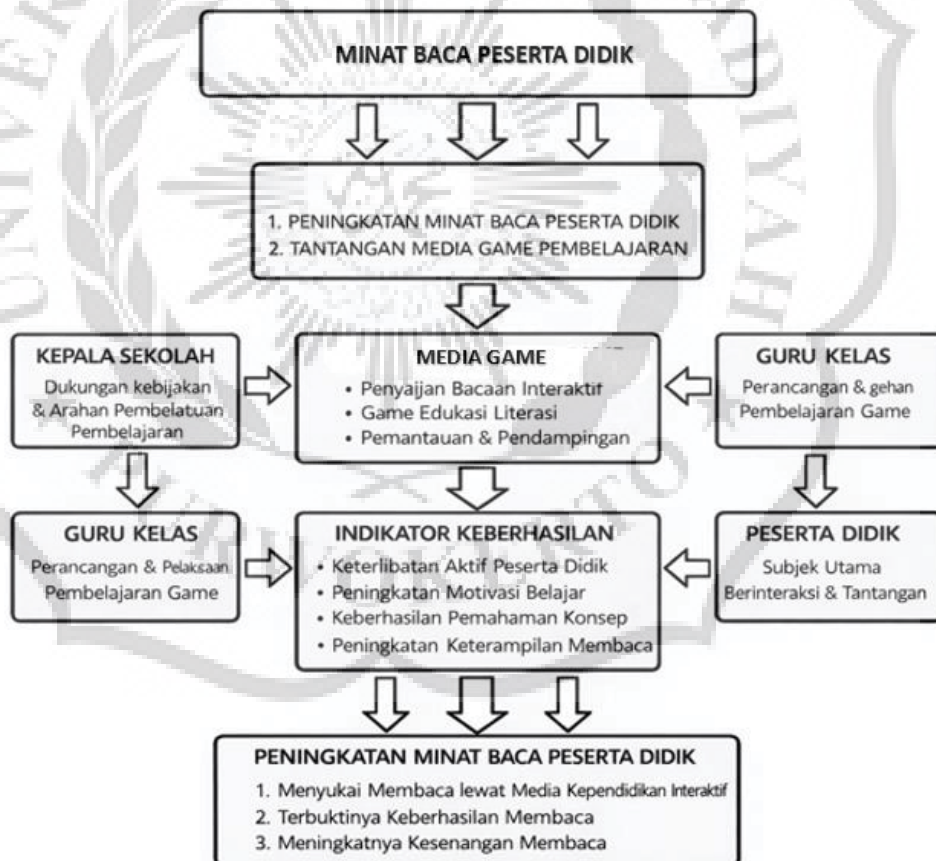 MINAT BACA PESERTA DIDIK
1. PENINGKATAN MINAT BACA PESERTA DIDIK
2. TANTANGAN MEDIA GAME PEMBELAJARAN
KEPALA SEKOLAH
Dukungan kebijakan
& Arahan Pembelatuan
Pembelajaran
MEDIA GAME
• Penyaijan Bacaan Interaktif
• Game Edukasi Literasi
• Pemantauan & Pendampingan
GURU KELAS
Perancangan & gehan
Pembelajaran Game
GURU KELAS
Perancangan & Pelaksaan
Pembelajaran Game
INDIKATOR KEBERHASILAN
• Keterlibatan Aktif Peserta Didik
• Peningkatan Motivasi Belajar
• Keberhasilan Pemahaman Konsep
• Peningkatan Keterampilan Membaca
PESERTA DIDIK
Subjek Utama
Berinteraksi & Tantangan
PENINGKATAN MINAT BACA PESERTA DIDIK
1. Menyukai Membaca lewat Media Kependidikan Interaktif
2. Terbuktinya Keberhasilan Membaca
3. Meningkatnya Kesenangan Membaca